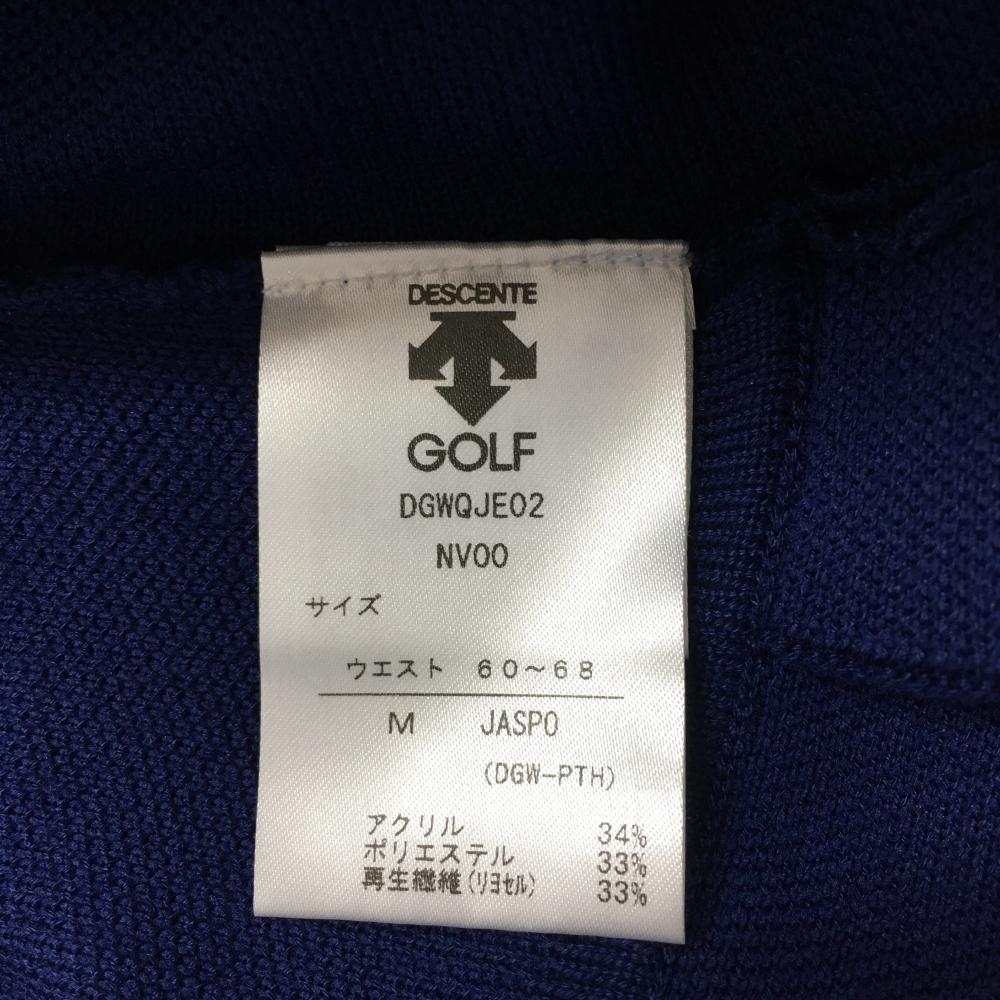 DESCENTE
GOLF
DGWQJE02
NV00
サイズ
ウエスト 60～68
M JASPO
(DGW-PTH)
アクリル 34%
ポリエステル 33%
再生繊維(リヨセル) 33%